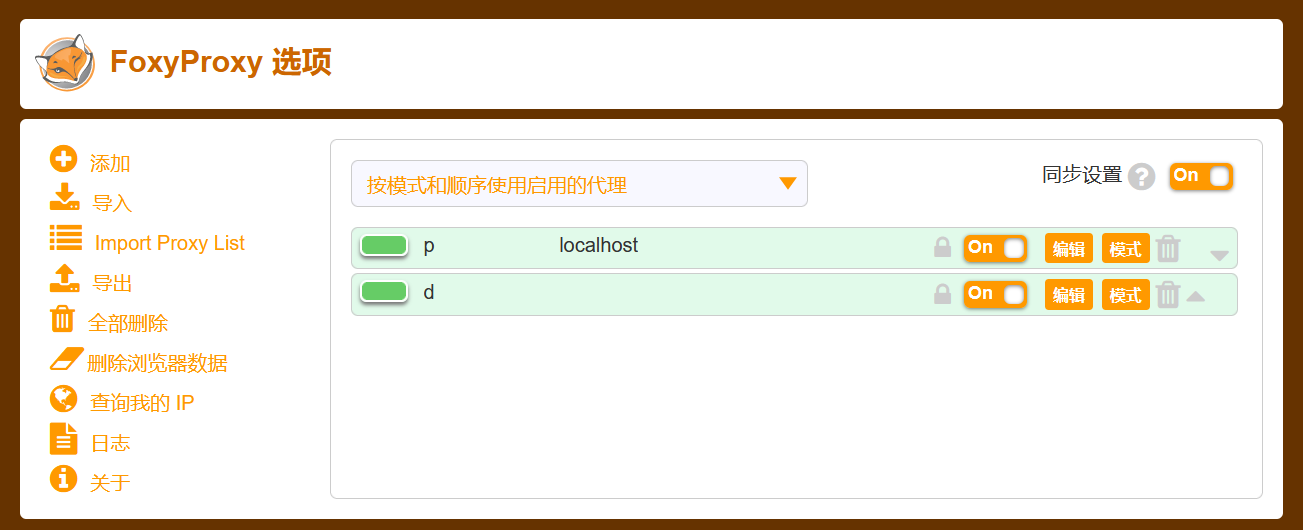 FoxyProxy 选项
添加
导入
Import Proxy List
导出
全部删除
删除浏览器数据
查询我的 IP
日志
关于
按模式和顺序使用启用的代理
同步设置 ? On
p localhost On 编辑 模式
d On 编辑 模式